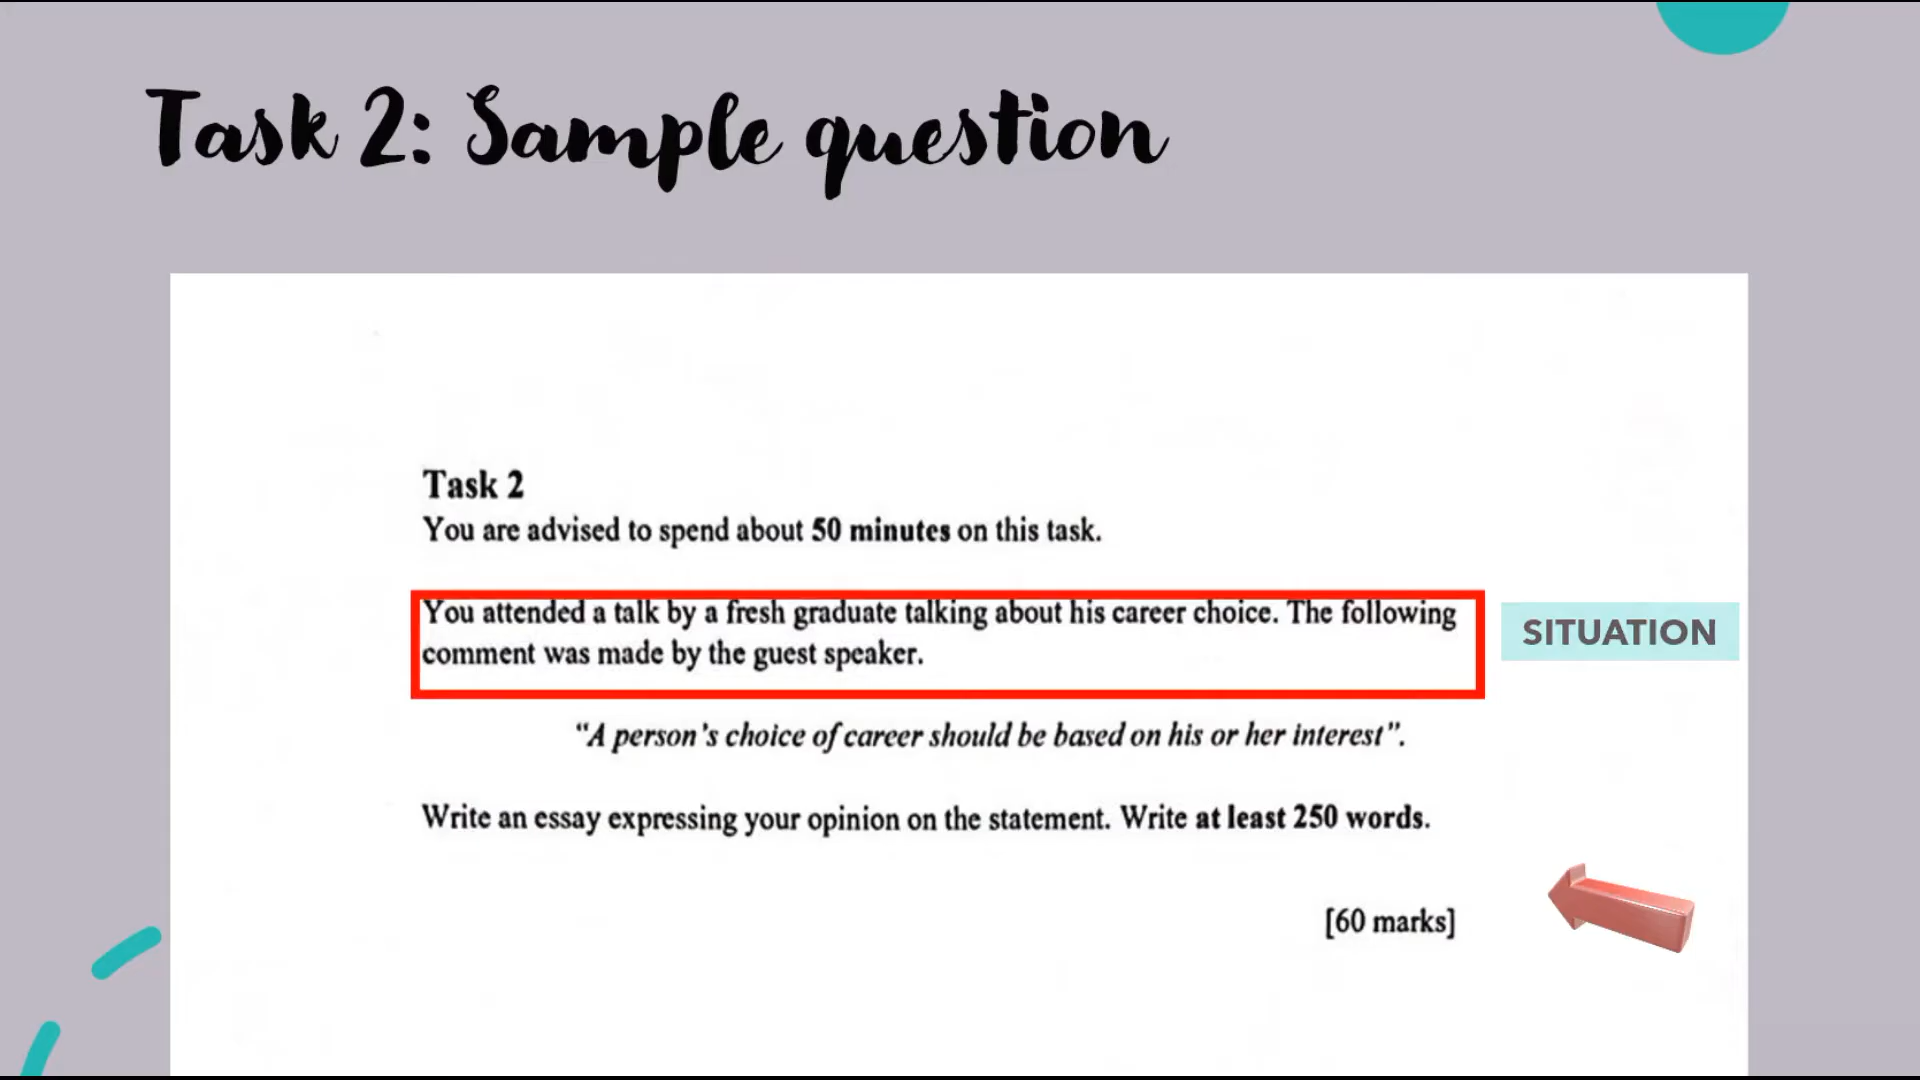 Task 2: Sample question
Task 2
You are advised to spend about 50 minutes on this task.
You attended a talk by a fresh graduate talking about his career choice. The following
comment was made by the guest speaker.
SITUATION
“A person’s choice of career should be based on his or her interest”.
Write an essay expressing your opinion on the statement. Write at least 250 words.
[60 marks]